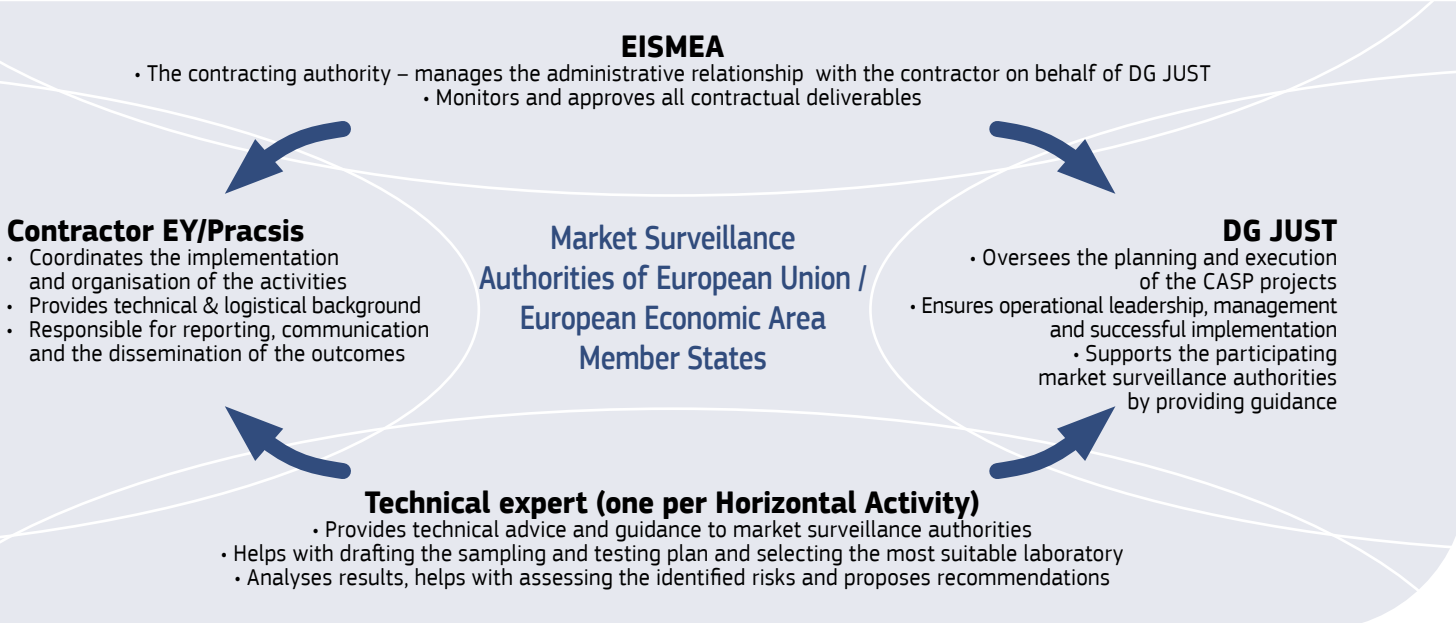 EISMEA
• The contracting authority – manages the administrative relationship with the contractor on behalf of DG JUST
• Monitors and approves all contractual deliverables
Contractor EY/Pracsis
• Coordinates the implementation
and organisation of the activities
• Provides technical & logistical background
• Responsible for reporting, communication
and the dissemination of the outcomes
Market Surveillance
Authorities of European Union /
European Economic Area
Member States
DG JUST
• Oversees the planning and execution
of the CASP projects
• Ensures operational leadership, management
and successful implementation
• Supports the participating
market surveillance authorities
by providing guidance
Technical expert (one per Horizontal Activity)
• Provides technical advice and guidance to market surveillance authorities
• Helps with drafting the sampling and testing plan and selecting the most suitable laboratory
• Analyses results, helps with assessing the identified risks and proposes recommendations